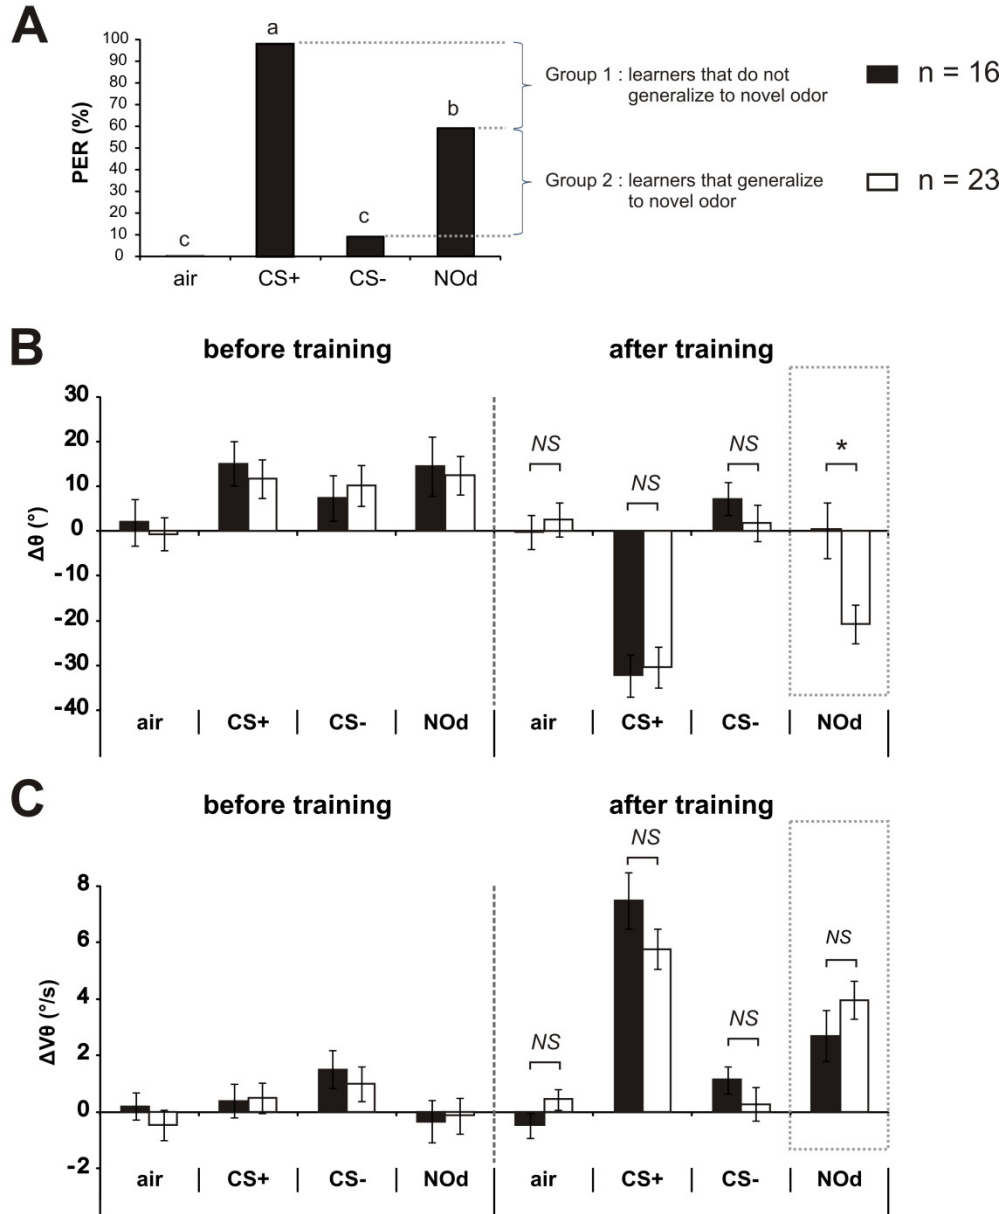 A
PER (%)
100
90
80
70
60
50
40
30
20
10
0
a
b
c
c
air CS+ CS- NOd
Group 1 : learners that do not
generalize to novel odor
n = 16
Group 2 : learners that generalize
to novel odor
n = 23
B
before training after training
Δθ (°)
30
20
10
0
-10
-20
-30
-40
NS NS NS *
air CS+ CS- NOd air CS+ CS- NOd
C
before training after training
ΔVθ (°/s)
8
6
4
2
0
-2
NS NS NS NS
air CS+ CS- NOd air CS+ CS- NOd